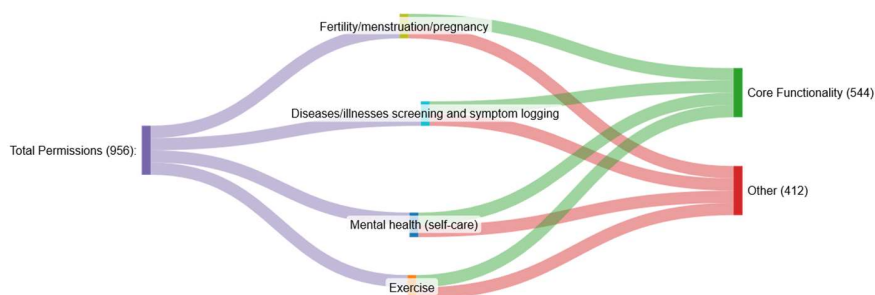 Fertility/menstruation/pregnancy
Core Functionality (544)
Diseases/illnesses screening and symptom logging
Total Permissions (956):
Other (412)
Mental health (self-care)
Exercise